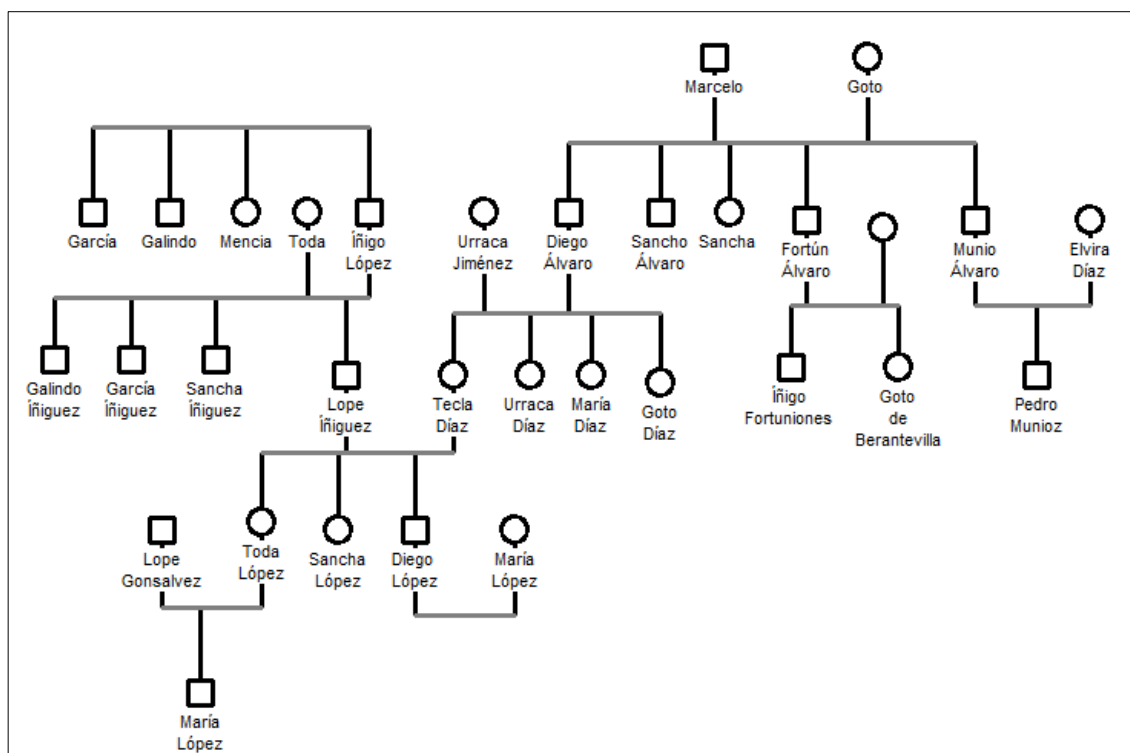 Marcelo
Goto
García
Galindo
Mencia
Toda
Íñigo
López
Urraca
Jiménez
Diego
Álvaro
Sancho
Álvaro
Sancha
Fortún
Álvaro
Munio
Álvaro
Elvira
Díaz
Galindo
Íñiguez
García
Íñiguez
Sancha
Íñiguez
Lope
Íñiguez
Tecla
Díaz
Urraca
Díaz
María
Díaz
Goto
Díaz
Íñigo
Fortuniones
Goto
de
Berantevilla
Pedro
Munioz
Lope
Gonsalvez
Toda
López
Sancha
López
Diego
López
María
López
María
López